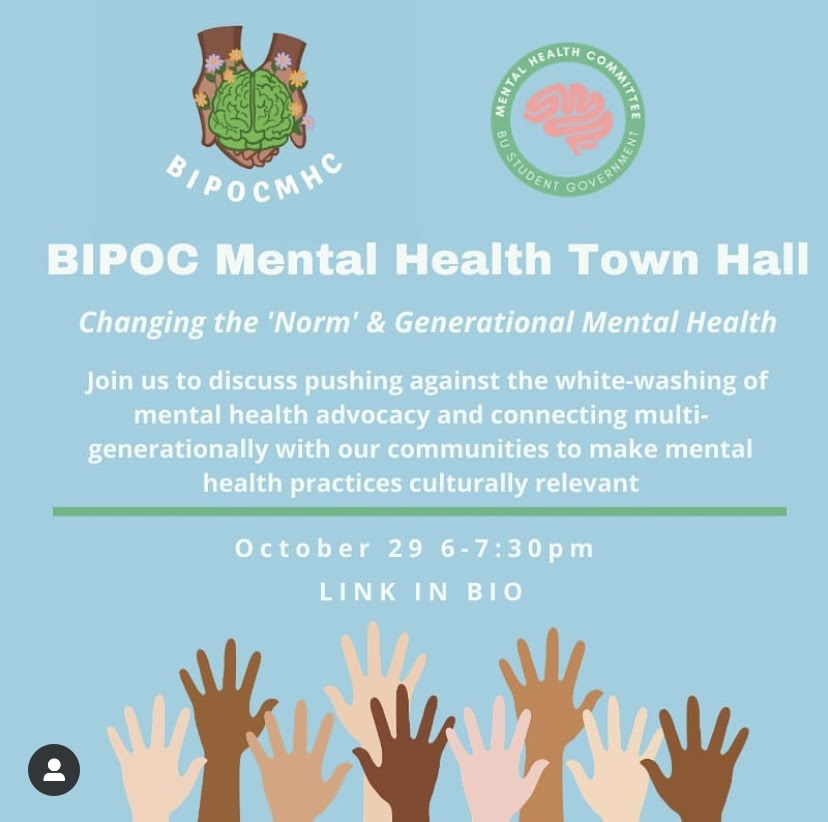 BIPOCMHC
MENTAL HEALTH COMMITTEE
BU STUDENT GOVERNMENT
BIPOC Mental Health Town Hall
Changing the 'Norm' & Generational Mental Health
Join us to discuss pushing against the white-washing of
mental health advocacy and connecting multi-
generationally with our communities to make mental
health practices culturally relevant
October 29 6-7:30pm
LINK IN BIO